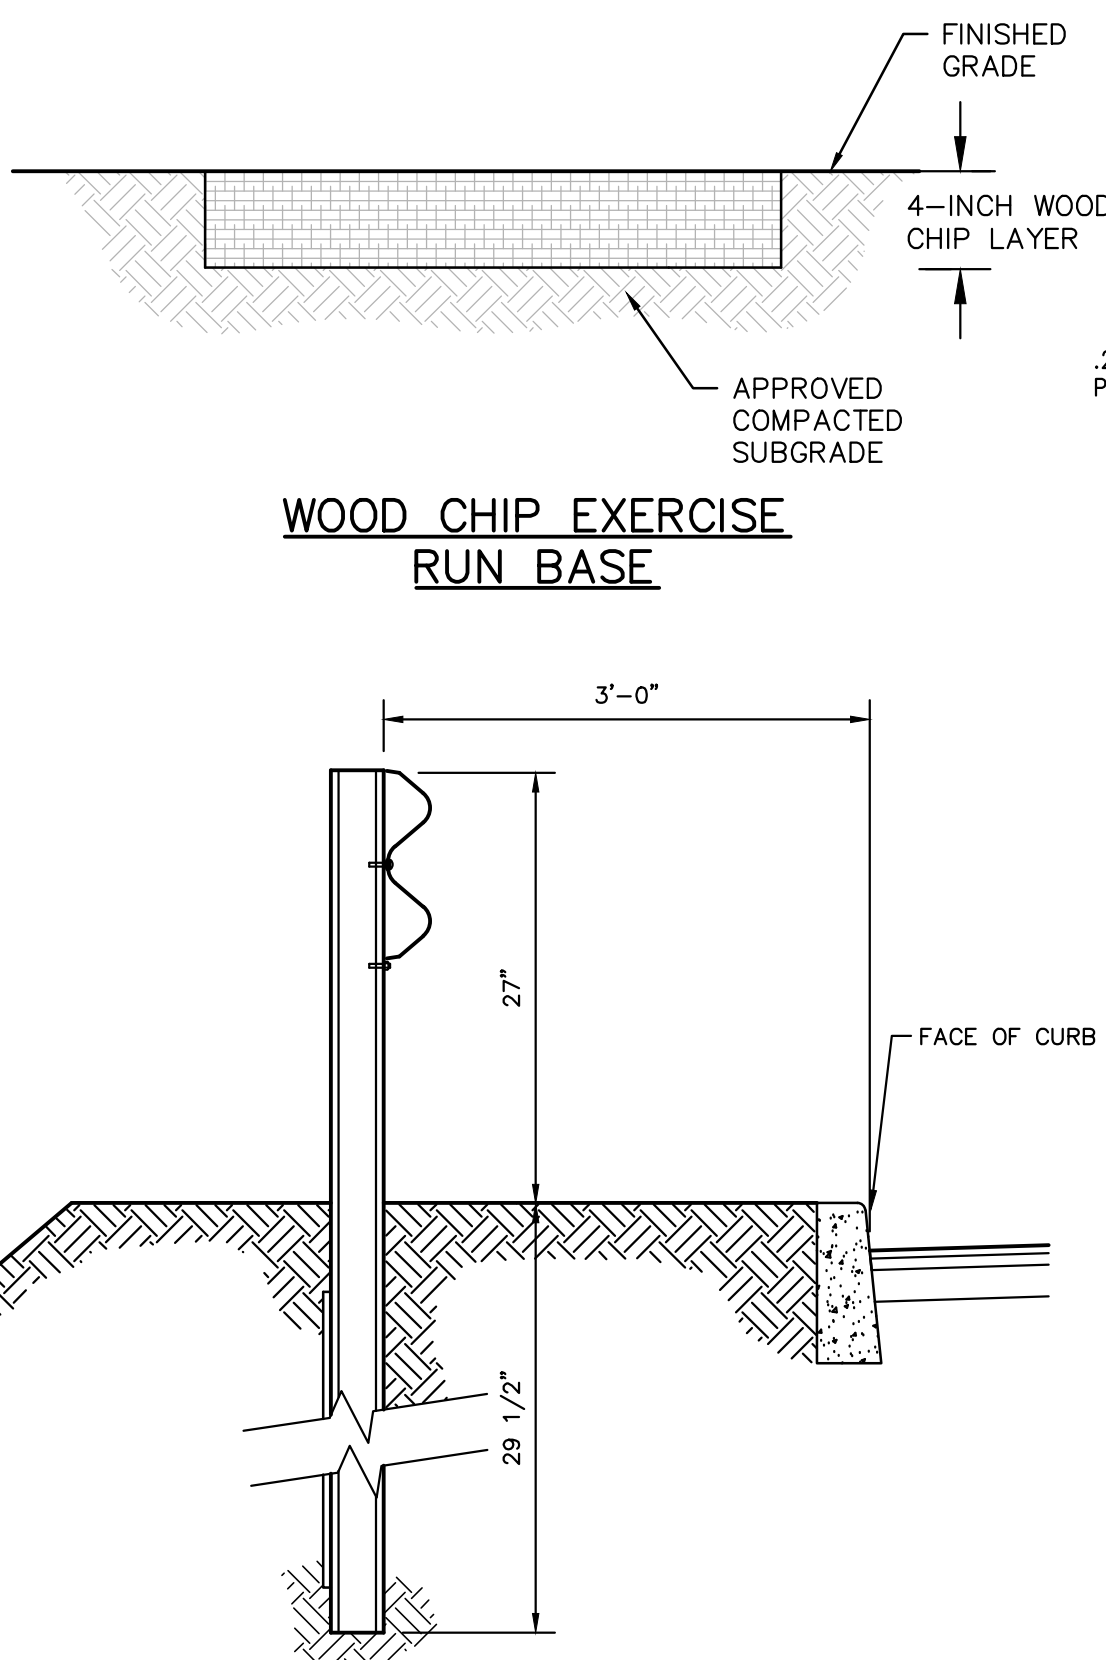 FINISHED
GRADE
4-INCH WOOD
CHIP LAYER
APPROVED
COMPACTED
SUBGRADE
WOOD CHIP EXERCISE
RUN BASE
3'-0"
27"
FACE OF CURB
29 1/2"